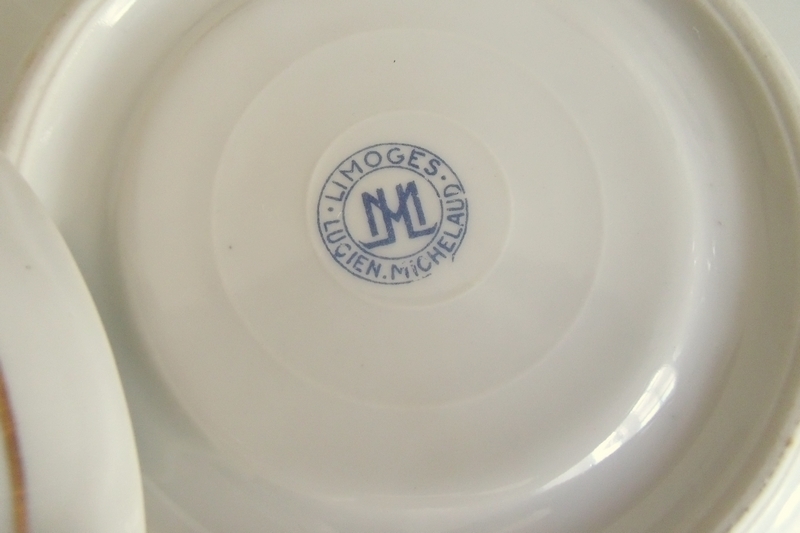 · LIMOGES ·
LUCIEN. MICHELAUD
LM